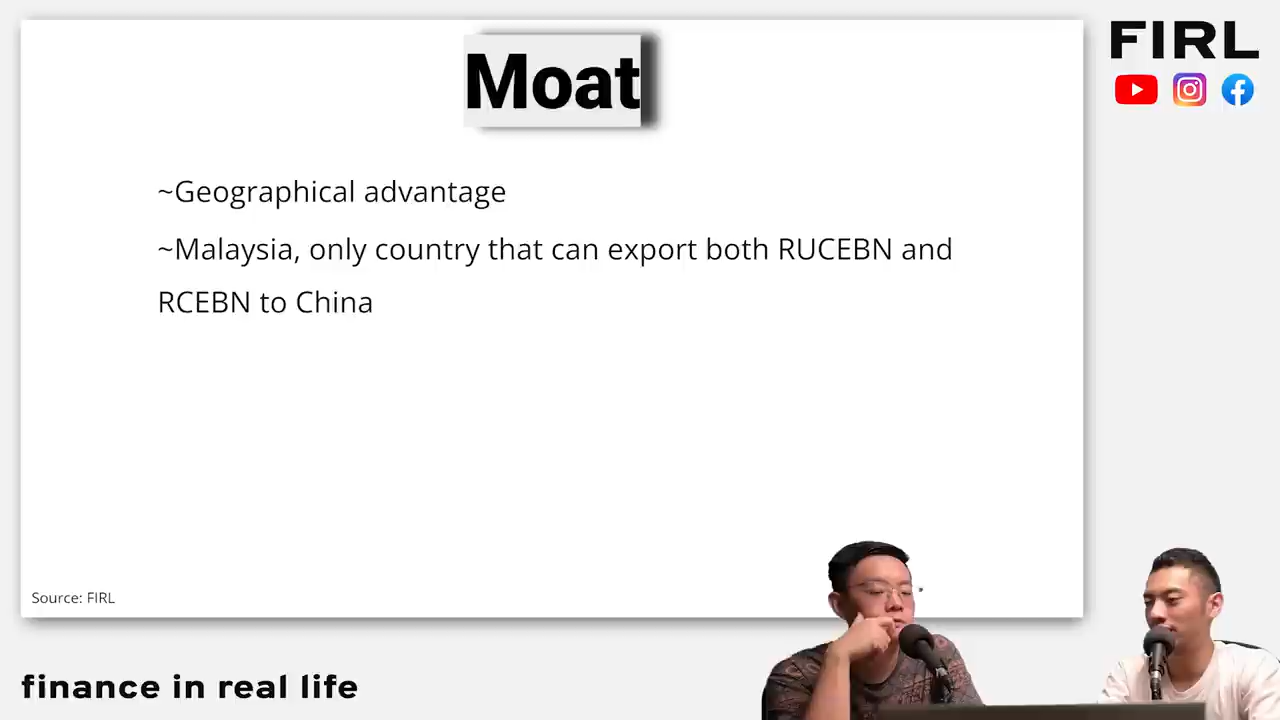 FIRL
Moat
~Geographical advantage
~Malaysia, only country that can export both RUCEBN and
RCEBN to China
Source: FIRL
finance in real life